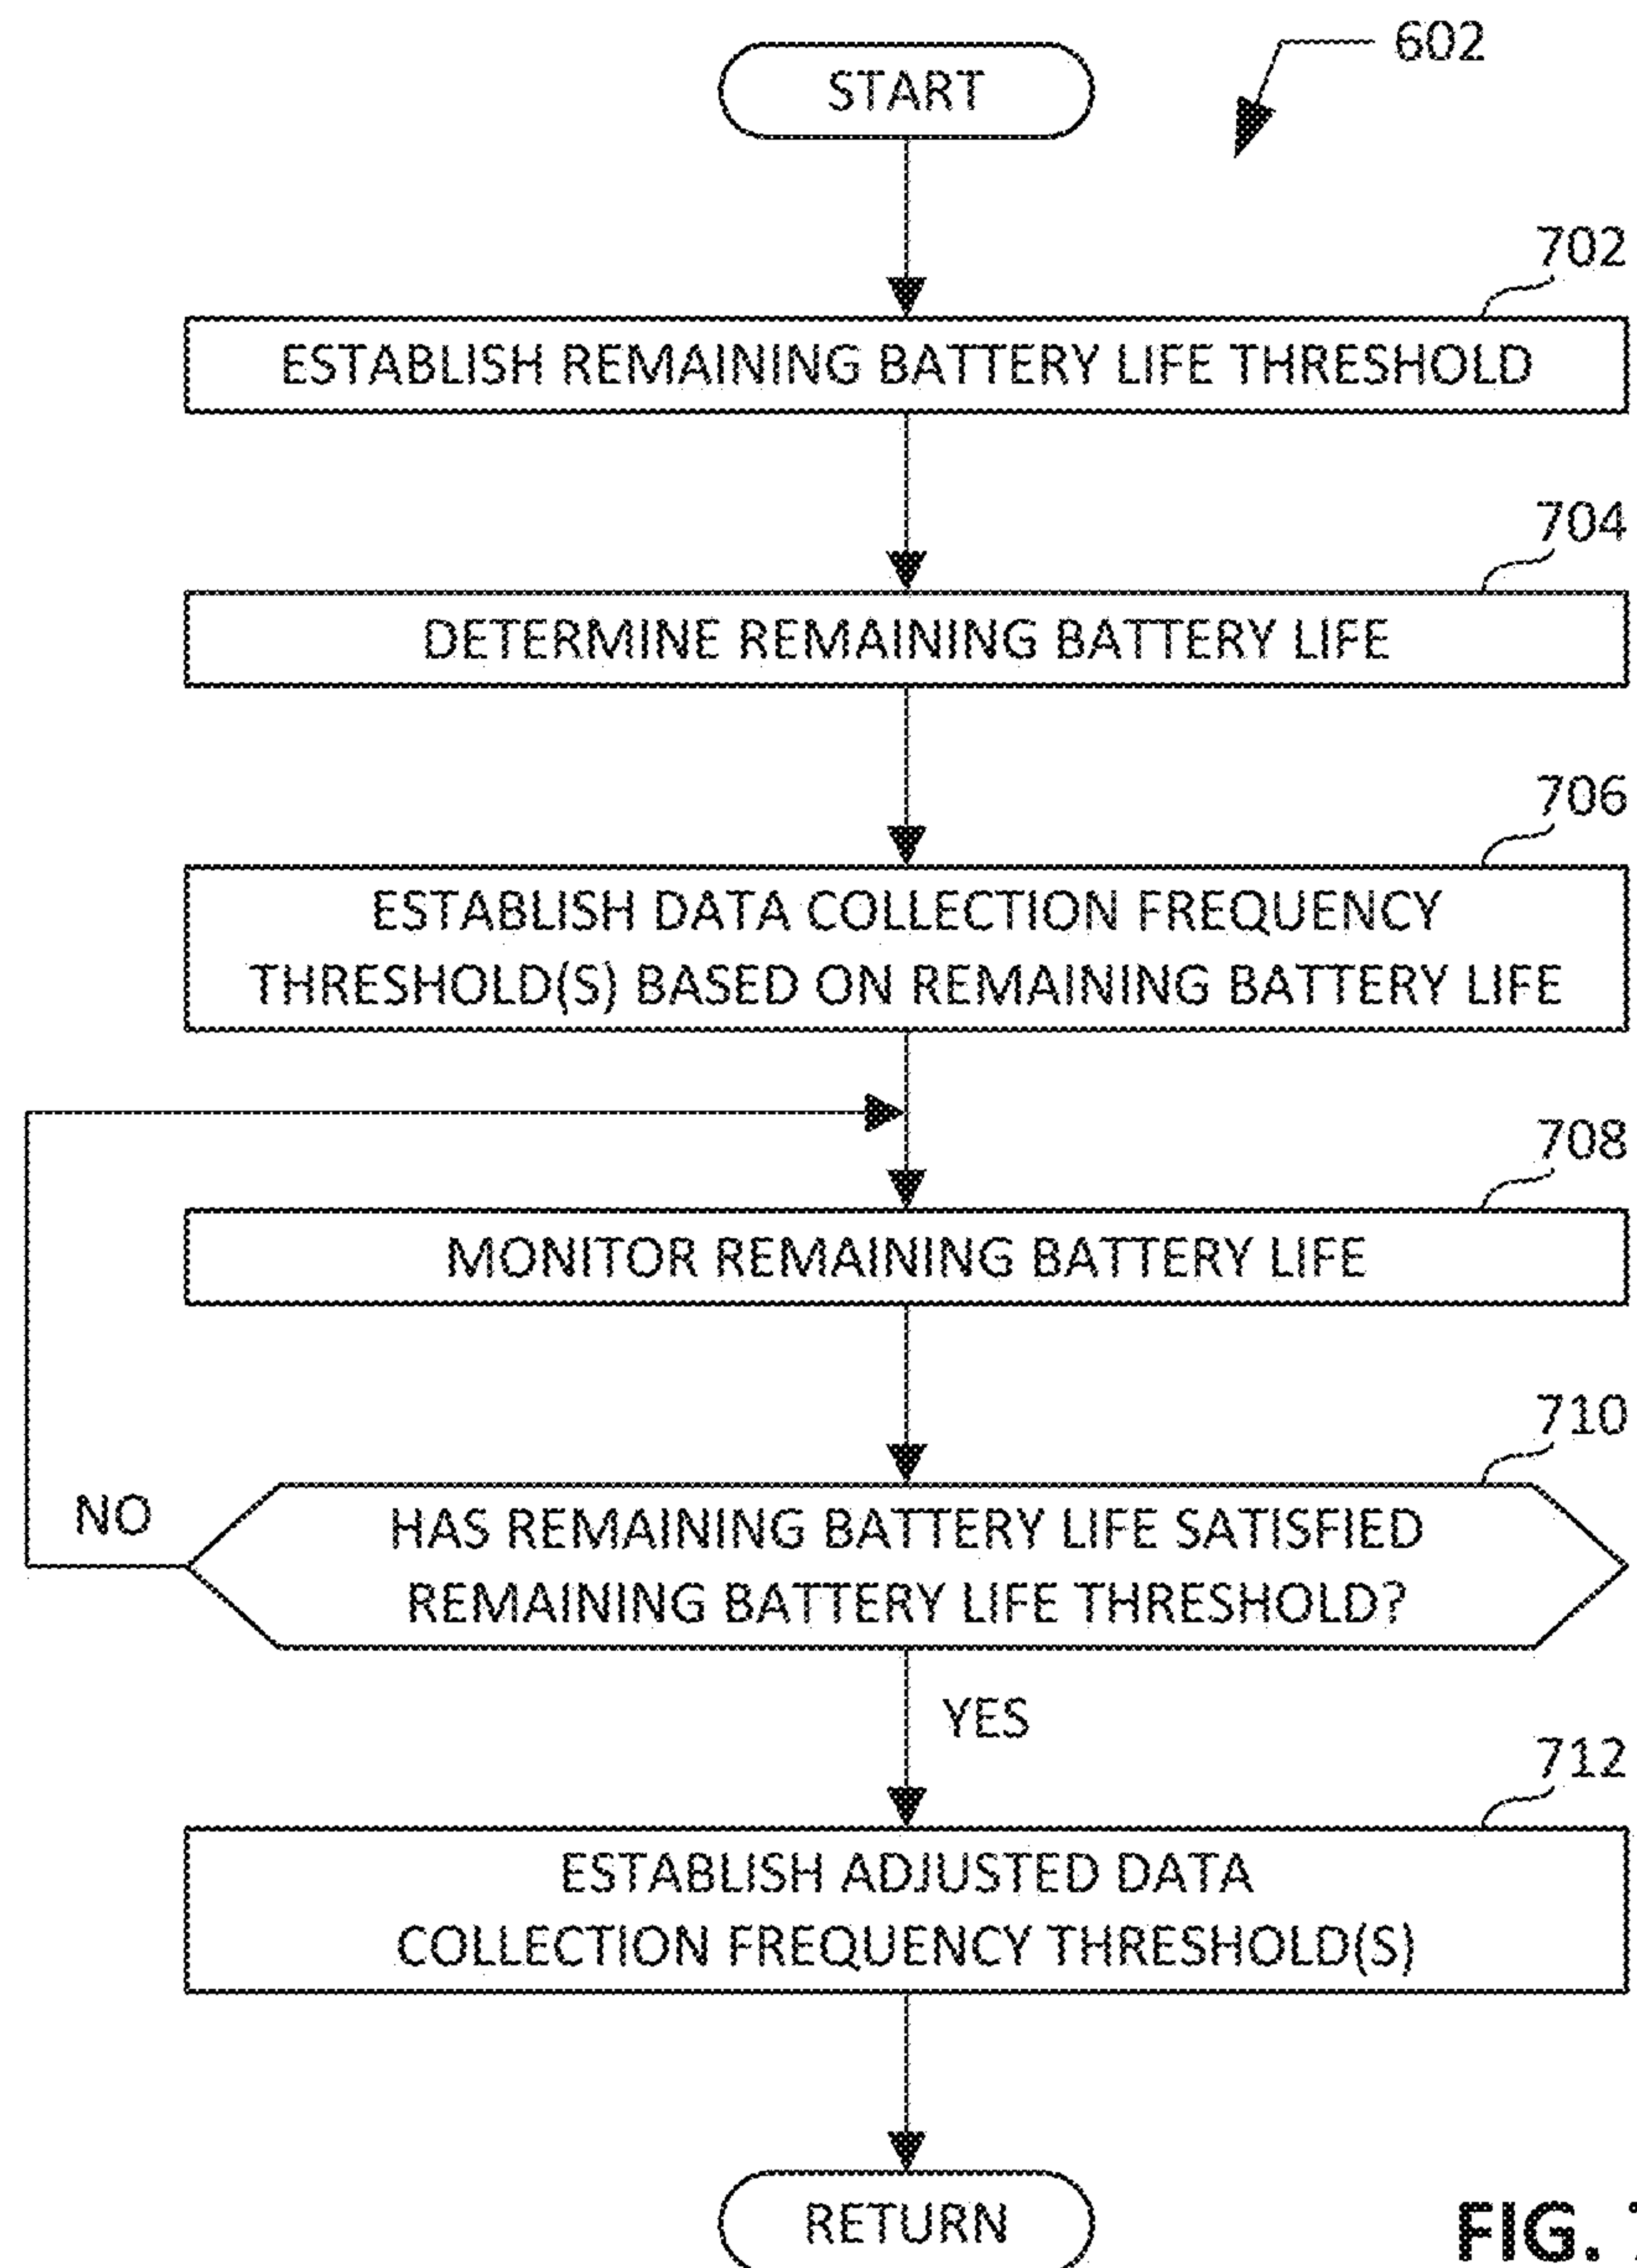 602
START
702
ESTABLISH REMAINING BATTERY LIFE THRESHOLD
704
DETERMINE REMAINING BATTERY LIFE
706
ESTABLISH DATA COLLECTION FREQUENCY
THRESHOLD(S) BASED ON REMAINING BATTERY LIFE
708
MONITOR REMAINING BATTERY LIFE
710
NO
HAS REMAINING BATTERY LIFE SATISFIED
REMAINING BATTERY LIFE THRESHOLD?
YES
712
ESTABLISH ADJUSTED DATA
COLLECTION FREQUENCY THRESHOLD(S)
RETURN
FIG.